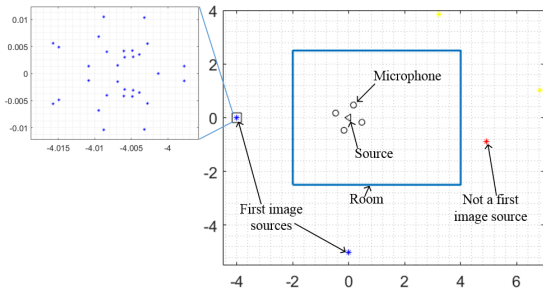 0.01
0.005
0
-0.005
-0.01
-4.015
-4.01
-4.005
-4
4
2
0
-2
-4
-4
-2
0
2
4
6
Microphone
Source
Room
First image
sources
Not a first
image source